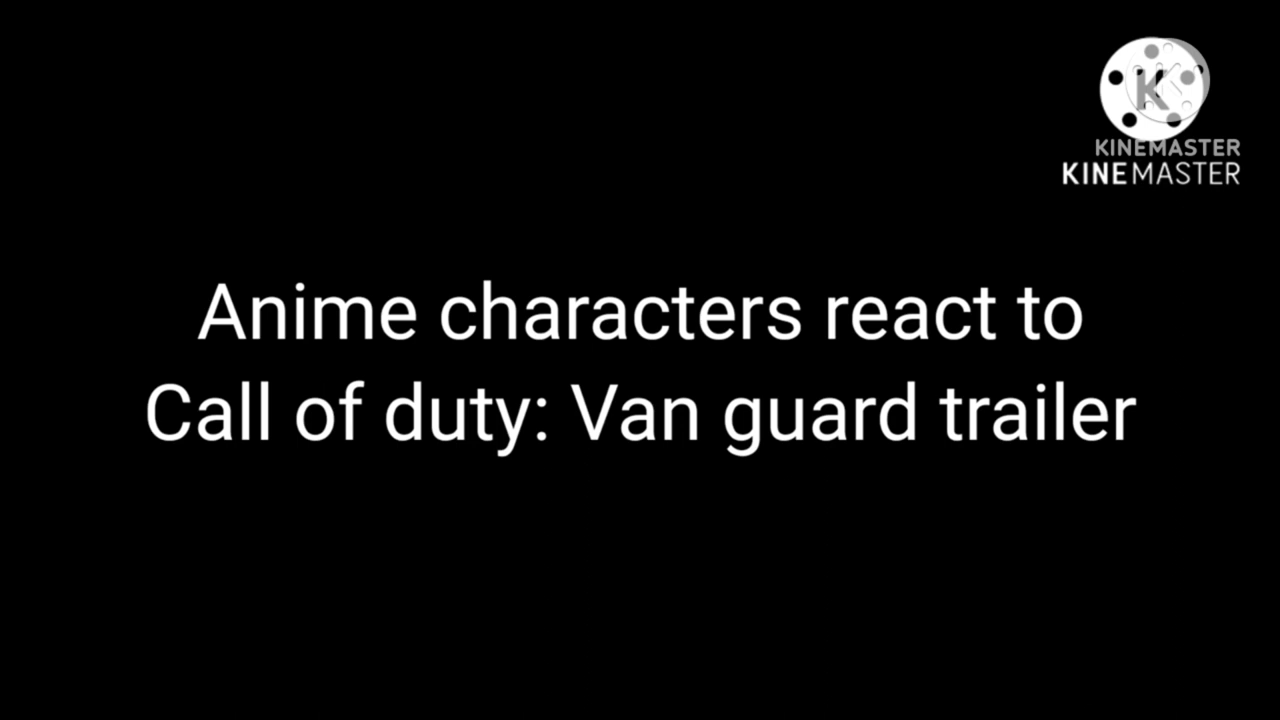 K
KINEMASTER
KINEMASTER
Anime characters react to
Call of duty: Van guard trailer